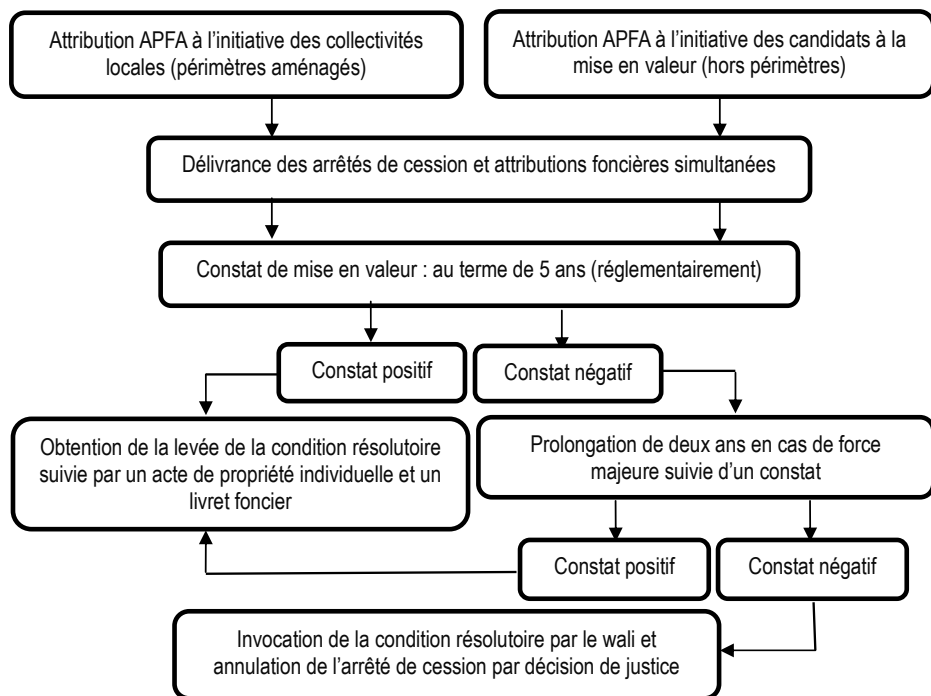 Attribution APFA à l'initiative des collectivités
locales (périmètres aménagés)
Attribution APFA à l'initiative des candidats à la
mise en valeur (hors périmètres)
Délivrance des arrêtés de cession et attributions foncières simultanées
Constat de mise en valeur : au terme de 5 ans (réglementairement)
Constat positif
Constat négatif
Obtention de la levée de la condition résolutoire
suivie par un acte de propriété individuelle et un
livret foncier
Prolongation de deux ans en cas de force
majeure suivie d'un constat
Constat positif
Constat négatif
Invocation de la condition résolutoire par le wali et
annulation de l'arrêté de cession par décision de justice